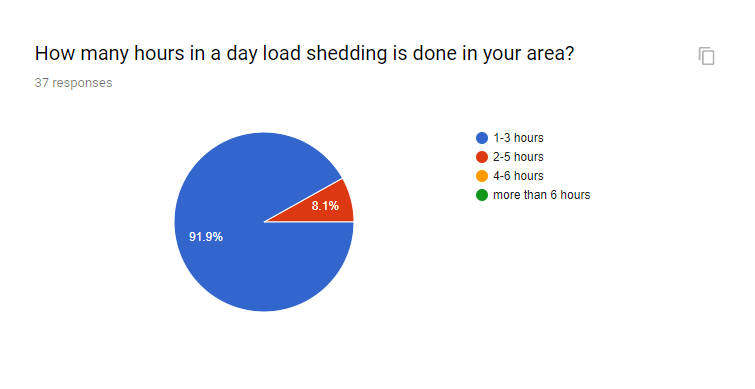 How many hours in a day load shedding is done in your area?
37 responses
1-3 hours
2-5 hours
4-6 hours
more than 6 hours
8.1%
91.9%